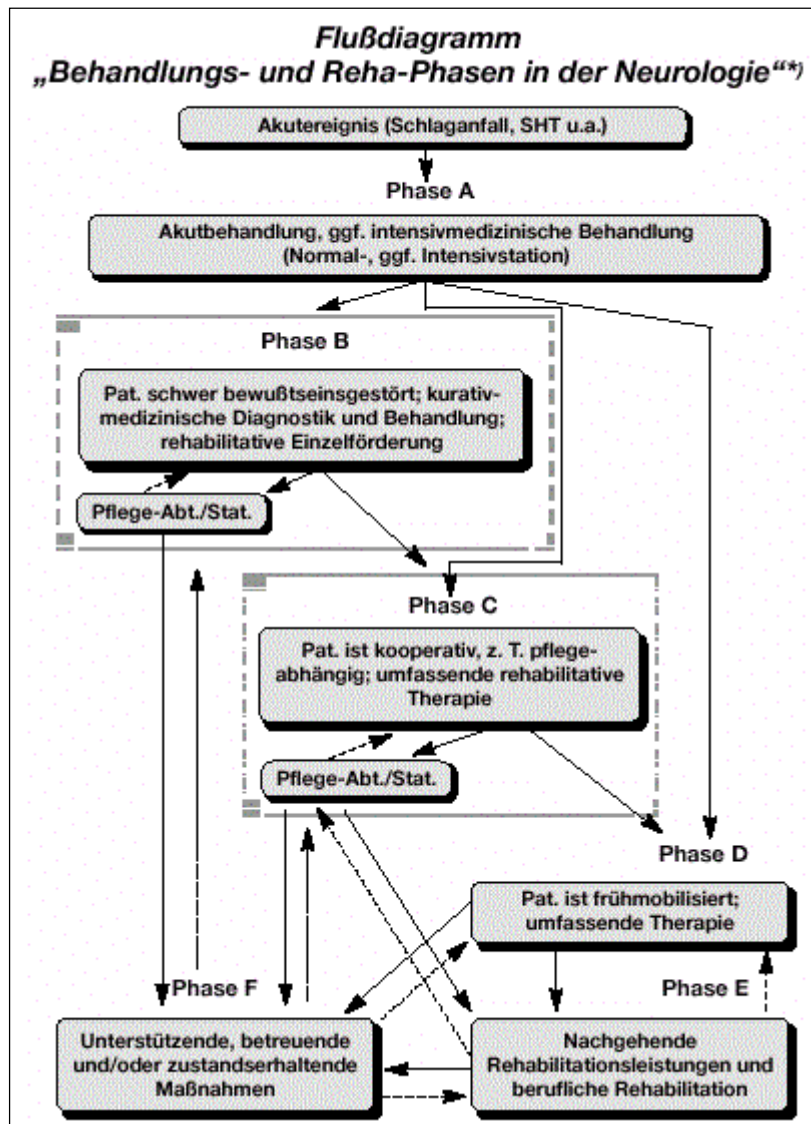 Flußdiagramm
„Behandlungs- und Reha-Phasen in der Neurologie“*)
Akutereignis (Schlaganfall, SHT u.a.)
Phase A
Akutbehandlung, ggf. intensivmedizinische Behandlung
(Normal-, ggf. Intensivstation)
Phase B
Pat. schwer bewußtseinsgestört; kurativ-
medizinische Diagnostik und Behandlung;
rehabilitative Einzelförderung
Pflege-Abt./Stat.
Phase C
Pat. ist kooperativ, z. T. pflege-
abhängig; umfassende rehabilitative
Therapie
Pflege-Abt./Stat.
Phase D
Pat. ist frühmobilisiert;
umfassende Therapie
Phase F
Unterstützende, betreuende
und/oder zustandserhaltende
Maßnahmen
Phase E
Nachgehende
Rehabilitationsleistungen und
berufliche Rehabilitation